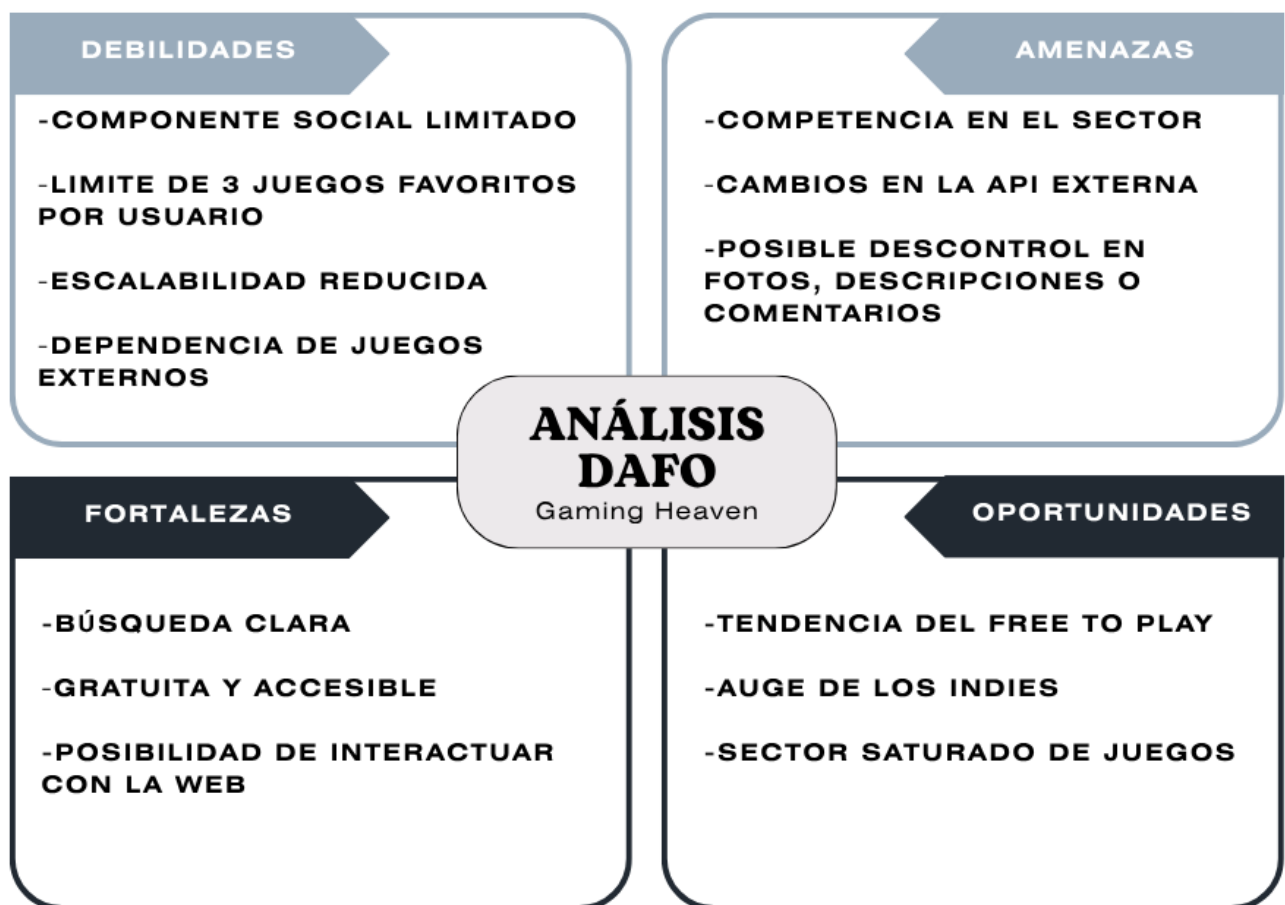 DEBILIDADES
-COMPONENTE SOCIAL LIMITADO
-LIMITE DE 3 JUEGOS FAVORITOS
POR USUARIO
-ESCALABILIDAD REDUCIDA
-DEPENDENCIA DE JUEGOS
EXTERNOS
AMENAZAS
-COMPETENCIA EN EL SECTOR
-CAMBIOS EN LA API EXTERNA
-POSIBLE DESCONTROL EN
FOTOS, DESCRIPCIONES O
COMENTARIOS
ANÁLISIS
DAFO
Gaming Heaven
FORTALEZAS
-BÚSQUEDA CLARA
-GRATUITA Y ACCESIBLE
-POSIBILIDAD DE INTERACTUAR
CON LA WEB
OPORTUNIDADES
-TENDENCIA DEL FREE TO PLAY
-AUGE DE LOS INDIES
-SECTOR SATURADO DE JUEGOS